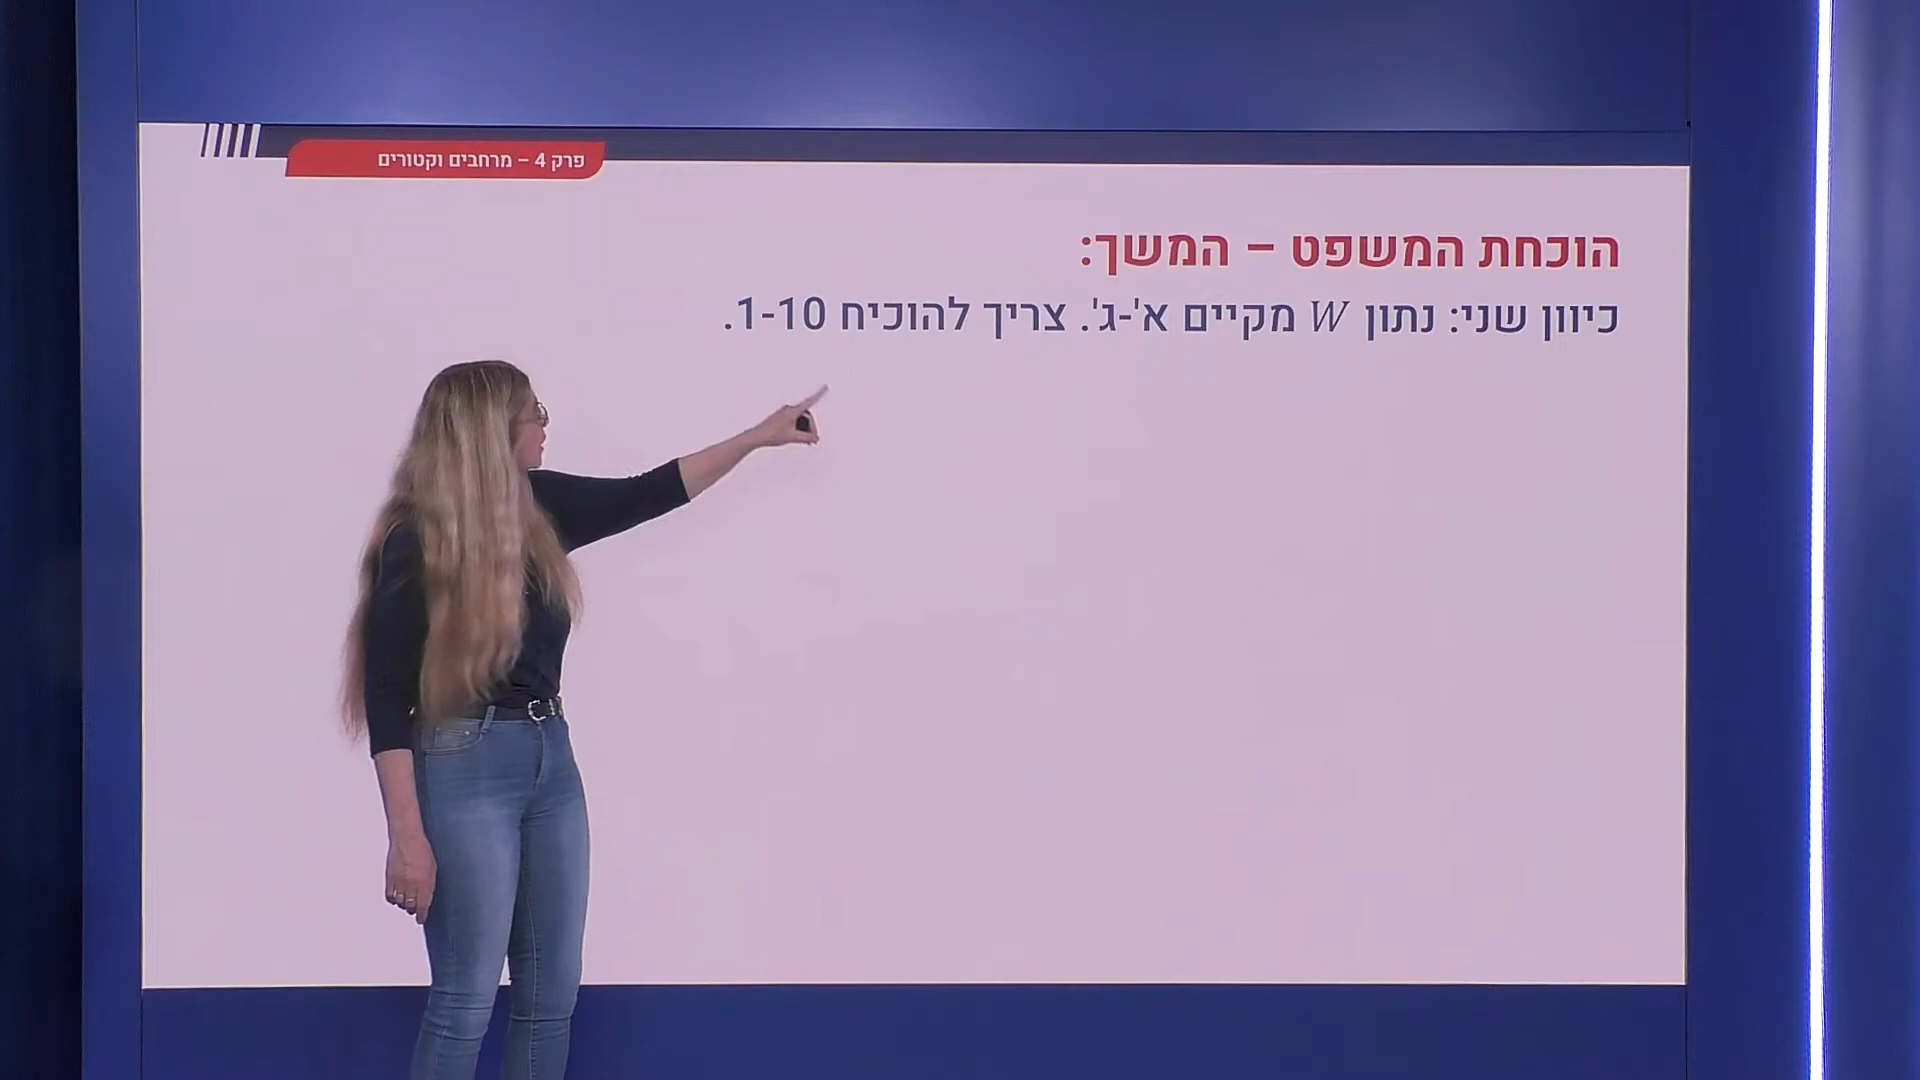 פרק 4 – מרחבים וקטורים
הוכחת המשפט – המשך:
כיוון שני: נתון W מקיים א'-ג'. צריך להוכיח 1-10.